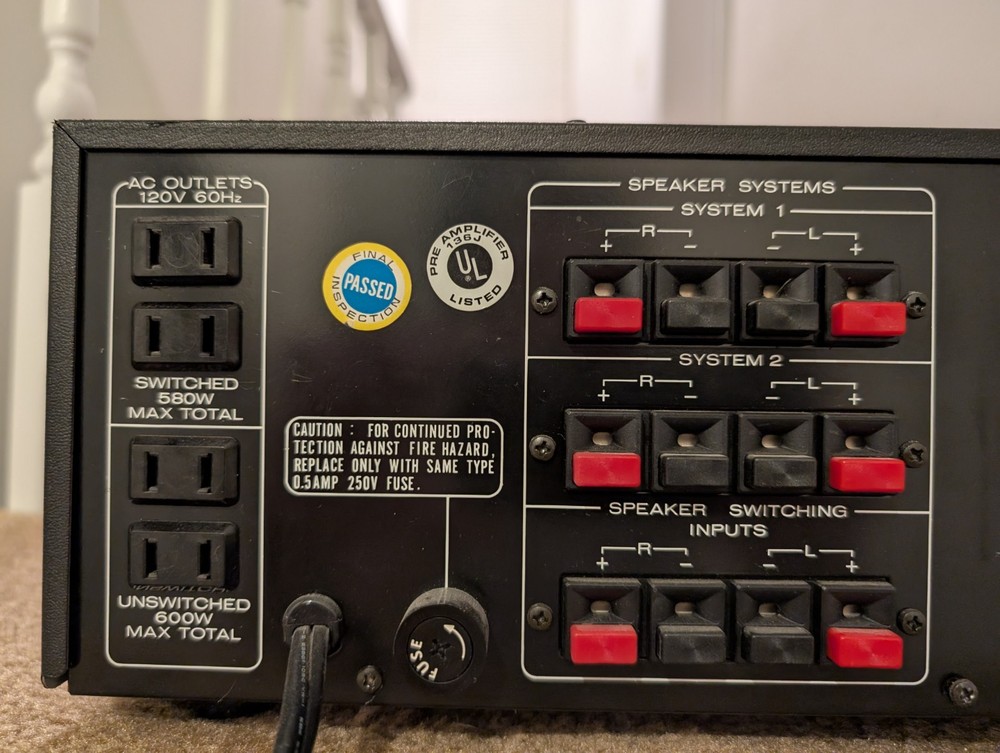 AC OUTLETS
120V 60Hz
SWITCHED
580W
MAX TOTAL
UNSWITCHED
600W
MAX TOTAL
FINAL
PASSED
INSPECTION
PRE AMPLIFIER
136J
UL
®
LISTED
CAUTION : FOR CONTINUED PRO-
TECTION AGAINST FIRE HAZARD,
REPLACE ONLY WITH SAME TYPE
0.5AMP 250V FUSE.
FUSE
SPEAKER SYSTEMS
SYSTEM 1
R L
+ - - +
SYSTEM 2
R L
+ - - +
SPEAKER SWITCHING
INPUTS
R L
+ - - +